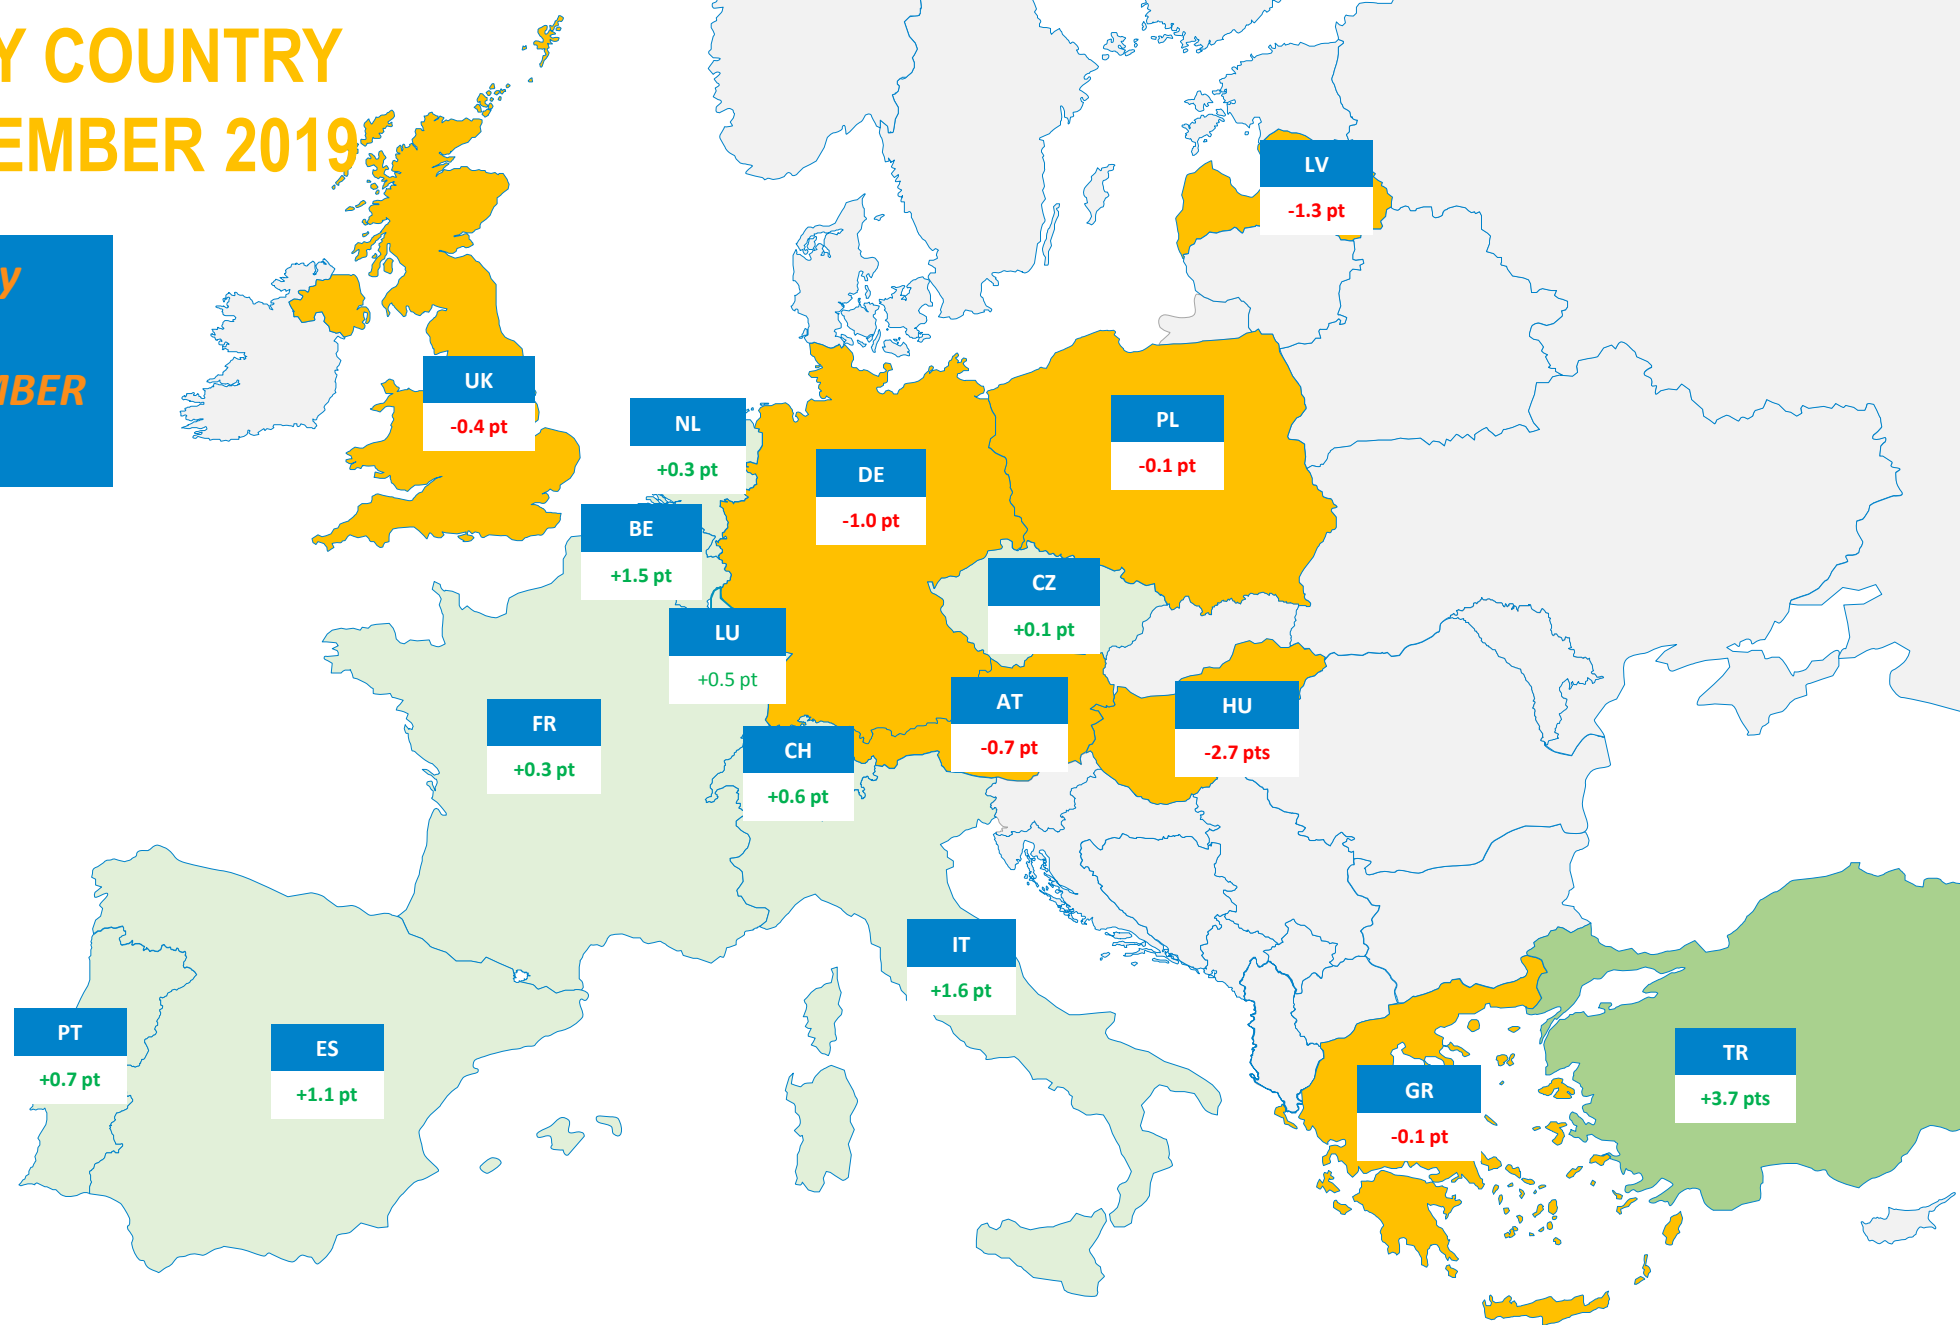 Y COUNTRY
EMBER 2019
y
MBER
LV
-1.3 pt
UK
-0.4 pt
NL
+0.3 pt
PL
-0.1 pt
DE
-1.0 pt
BE
+1.5 pt
CZ
+0.1 pt
LU
+0.5 pt
AT
-0.7 pt
HU
-2.7 pts
FR
+0.3 pt
CH
+0.6 pt
IT
+1.6 pt
PT
+0.7 pt
ES
+1.1 pt
TR
+3.7 pts
GR
-0.1 pt